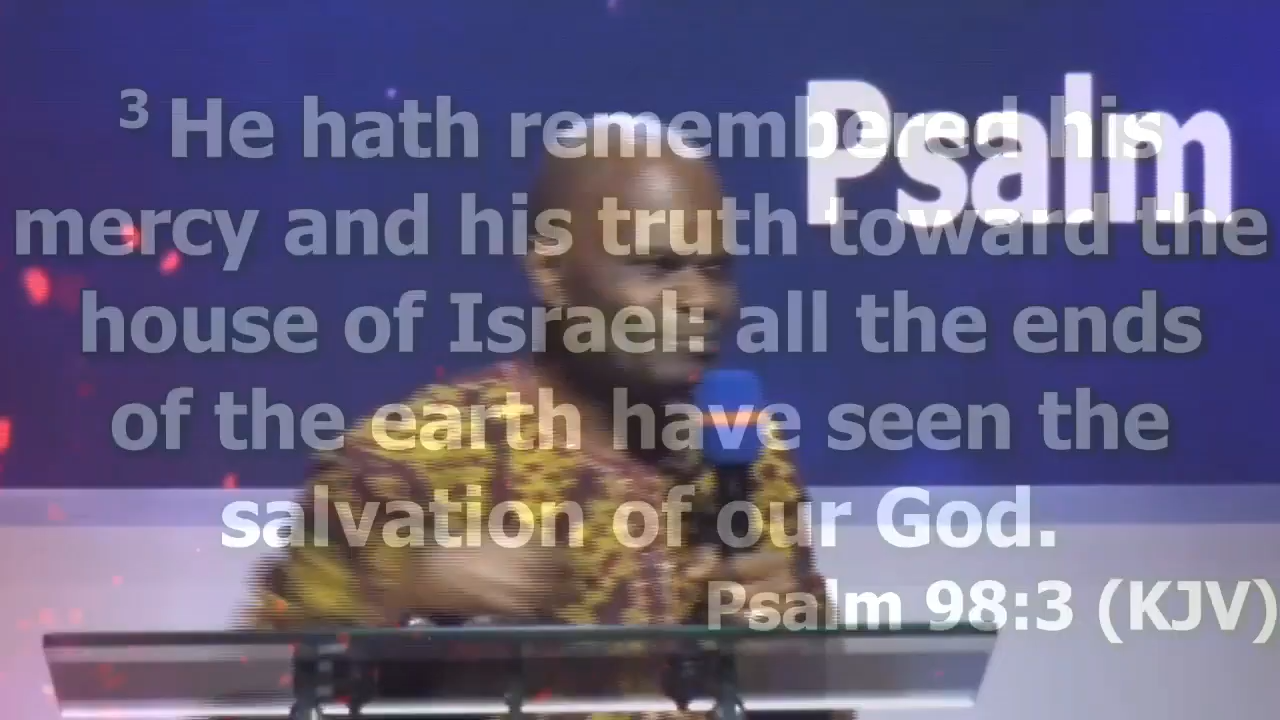 Psalm
3 He hath remembered his
mercy and his truth toward the
house of Israel: all the ends
of the earth have seen the
salvation of our God.
Psalm 98:3 (KJV)